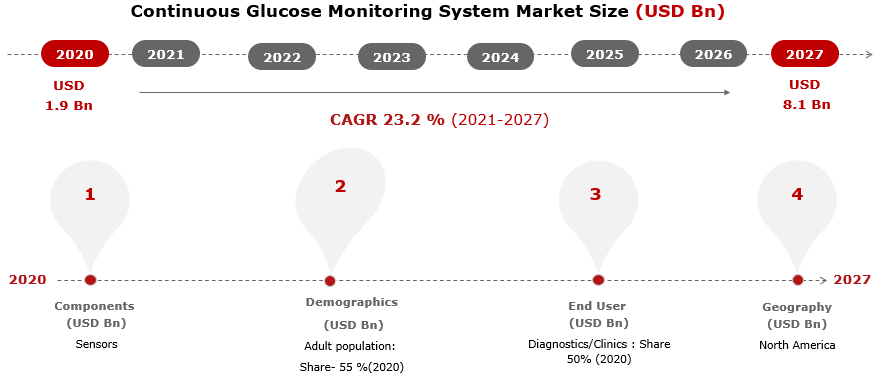 Continuous Glucose Monitoring System Market Size (USD Bn)
2020 2021 2022 2023 2024 2025 2026 2027
USD
1.9 Bn
USD
8.1 Bn
CAGR 23.2 % (2021-2027)
1 2 3 4
2020 2027
Components
(USD Bn)
Sensors
Demographics
(USD Bn)
Adult population:
Share- 55 %(2020)
End User
(USD Bn)
Diagnostics/Clinics : Share
50% (2020)
Geography
(USD Bn)
North America